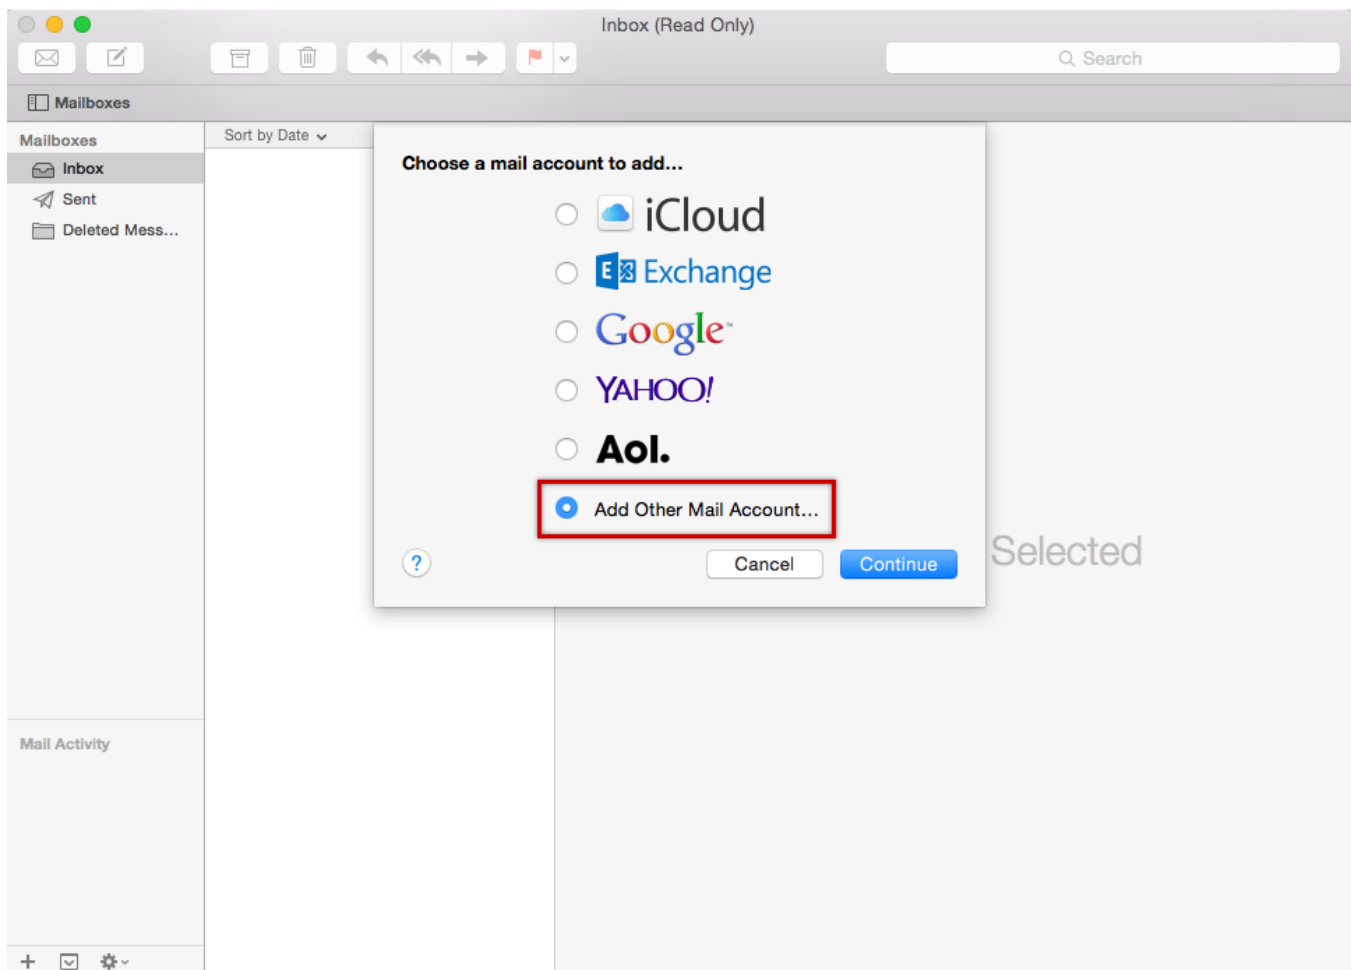 Inbox (Read Only)
Search
Mailboxes
Mailboxes
Inbox
Sent
Deleted Mess...
Sort by Date
Choose a mail account to add...
iCloud
E Exchange
Google™
YAHOO!
Aol.
Add Other Mail Account...
?
Cancel
Continue
Selected
Mail Activity